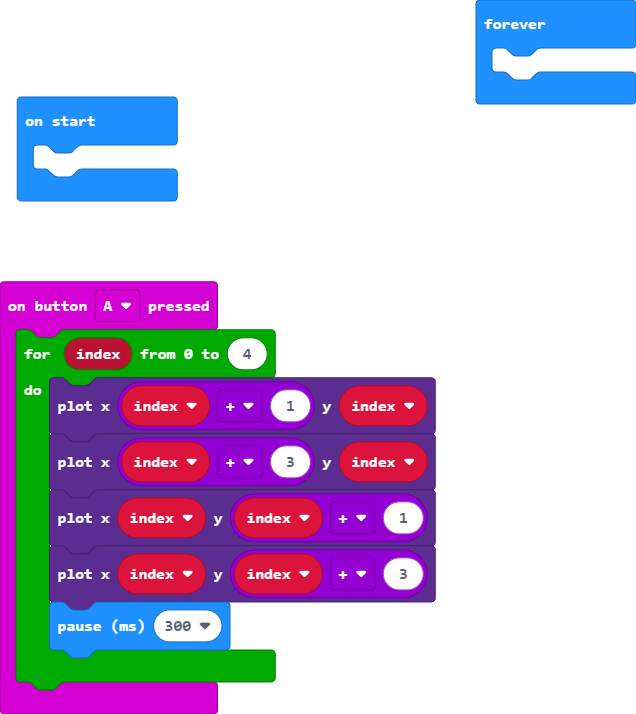 forever
on start
on button A pressed
for index from 0 to 4
do
plot x index + 1 y index
plot x index + 3 y index
plot x index y index + 1
plot x index y index + 3
pause (ms) 300